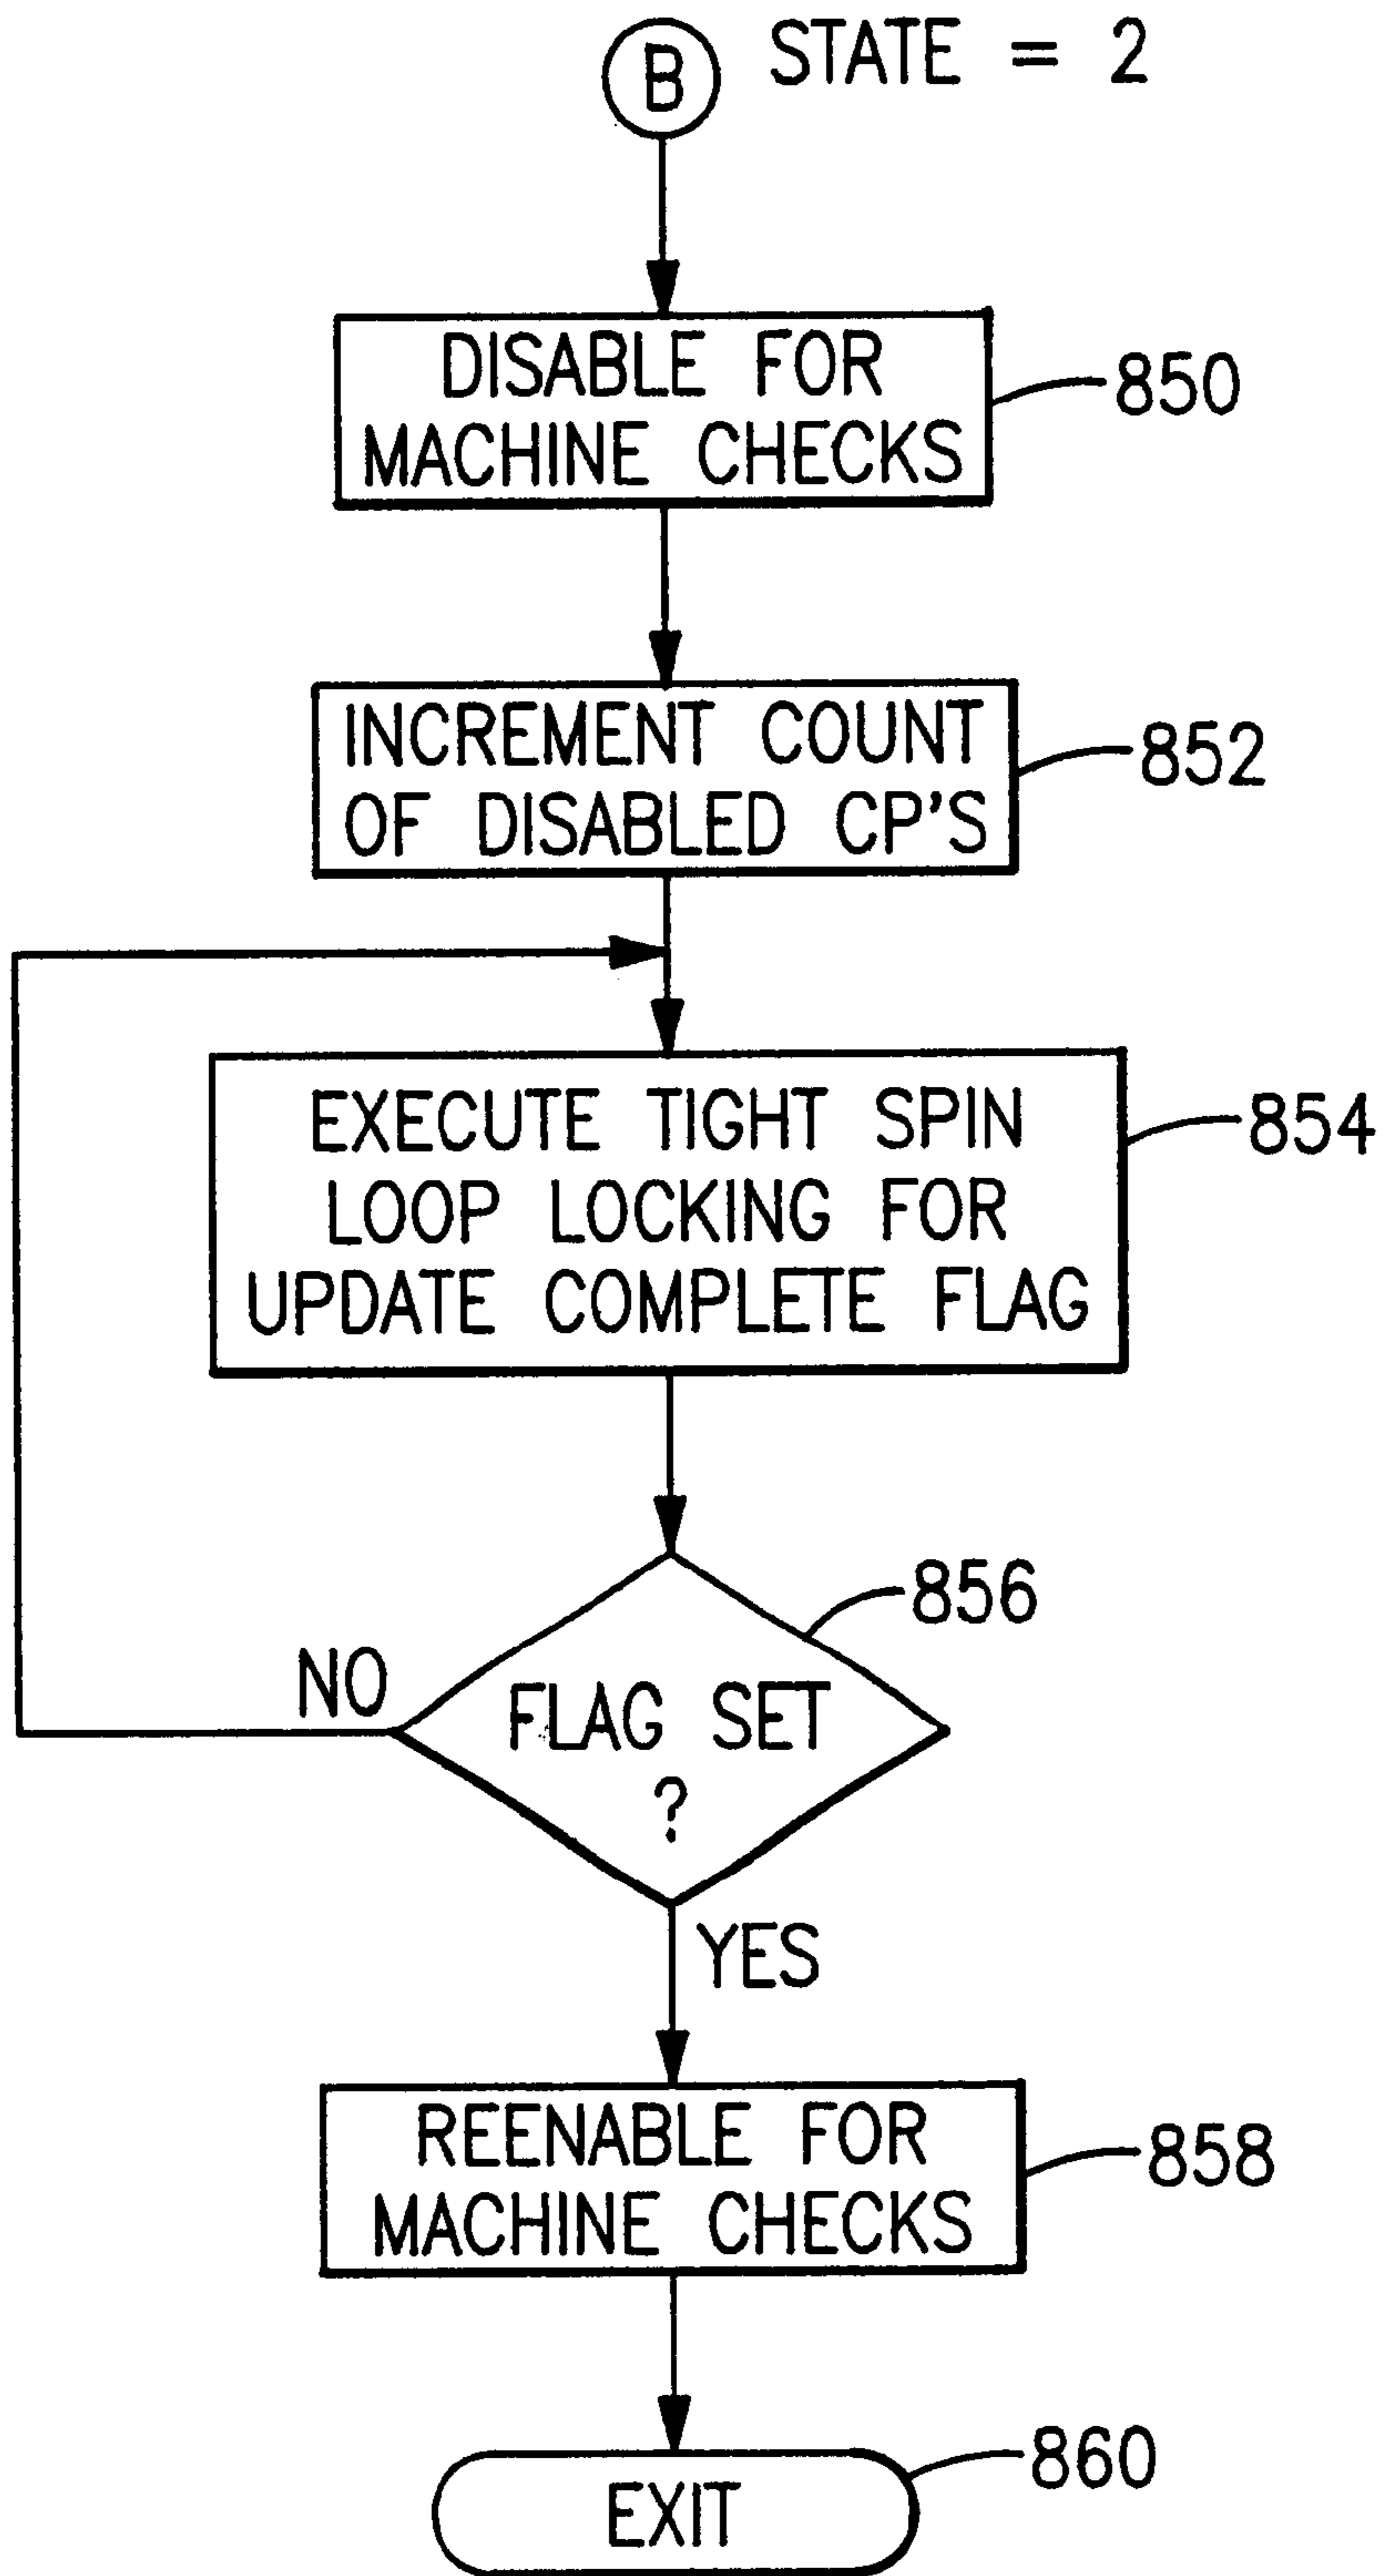 B STATE = 2
DISABLE FOR
MACHINE CHECKS
850
INCREMENT COUNT
OF DISABLED CP'S
852
EXECUTE TIGHT SPIN
LOOP LOCKING FOR
UPDATE COMPLETE FLAG
854
856
NO
FLAG SET
?
YES
REENABLE FOR
MACHINE CHECKS
858
860
EXIT